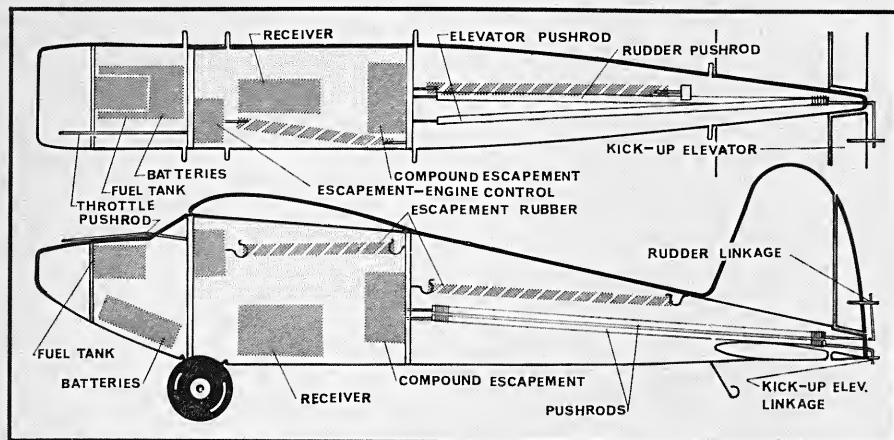 RECEIVER
ELEVATOR PUSHROD
RUDDER PUSHROD
KICK-UP ELEVATOR
COMPOUND ESCAPEMENT
BATTERIES
ESCAPEMENT-ENGINE CONTROL
FUEL TANK
THROTTLE
PUSHROD
ESCAPEMENT RUBBER
RUDDER LINKAGE
FUEL TANK
BATTERIES
RECEIVER
COMPOUND ESCAPEMENT
PUSHRODS
KICK-UP ELEV.
LINKAGE